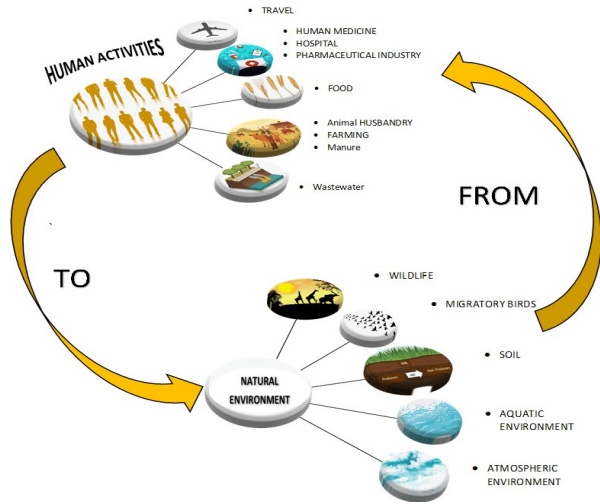 TRAVEL
HUMAN ACTIVITIES
HUMAN MEDICINE
HOSPITAL
PHARMACEUTICAL INDUSTRY
FOOD
Animal HUSBANDRY
FARMING
Manure
Wastewater
FROM
TO
WILDLIFE
MIGRATORY BIRDS
SOIL
NATURAL
ENVIRONMENT
AQUATIC
ENVIRONMENT
ATMOSPHERIC
ENVIRONMENT